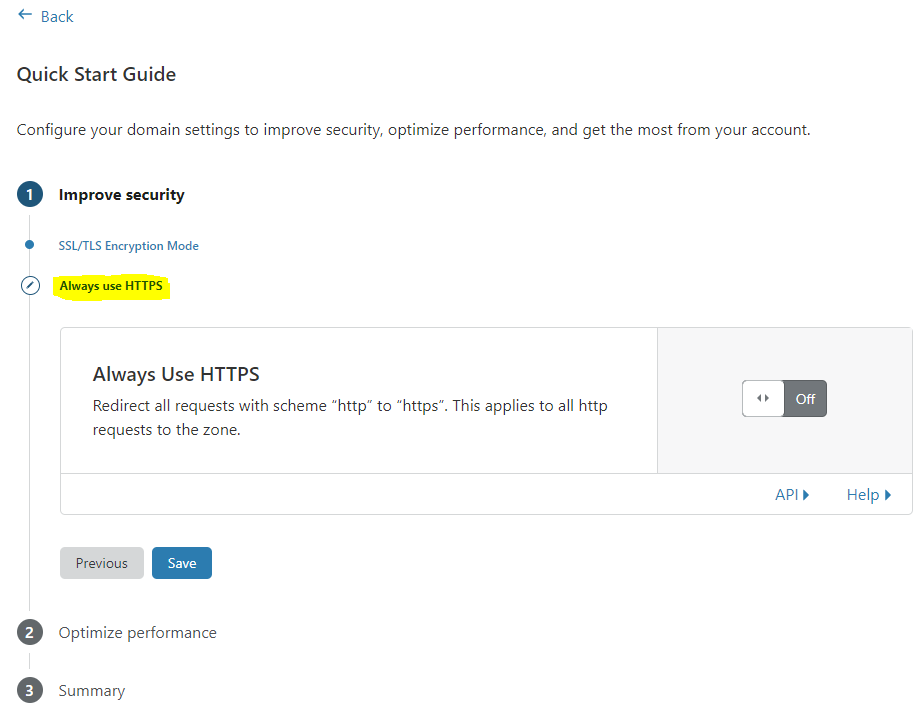 Back
Quick Start Guide
Configure your domain settings to improve security, optimize performance, and get the most from your account.
1 Improve security
SSL/TLS Encryption Mode
Always use HTTPS
Always Use HTTPS
Redirect all requests with scheme “http” to “https”. This applies to all http
requests to the zone.
Off
API Help
Previous Save
2 Optimize performance
3 Summary